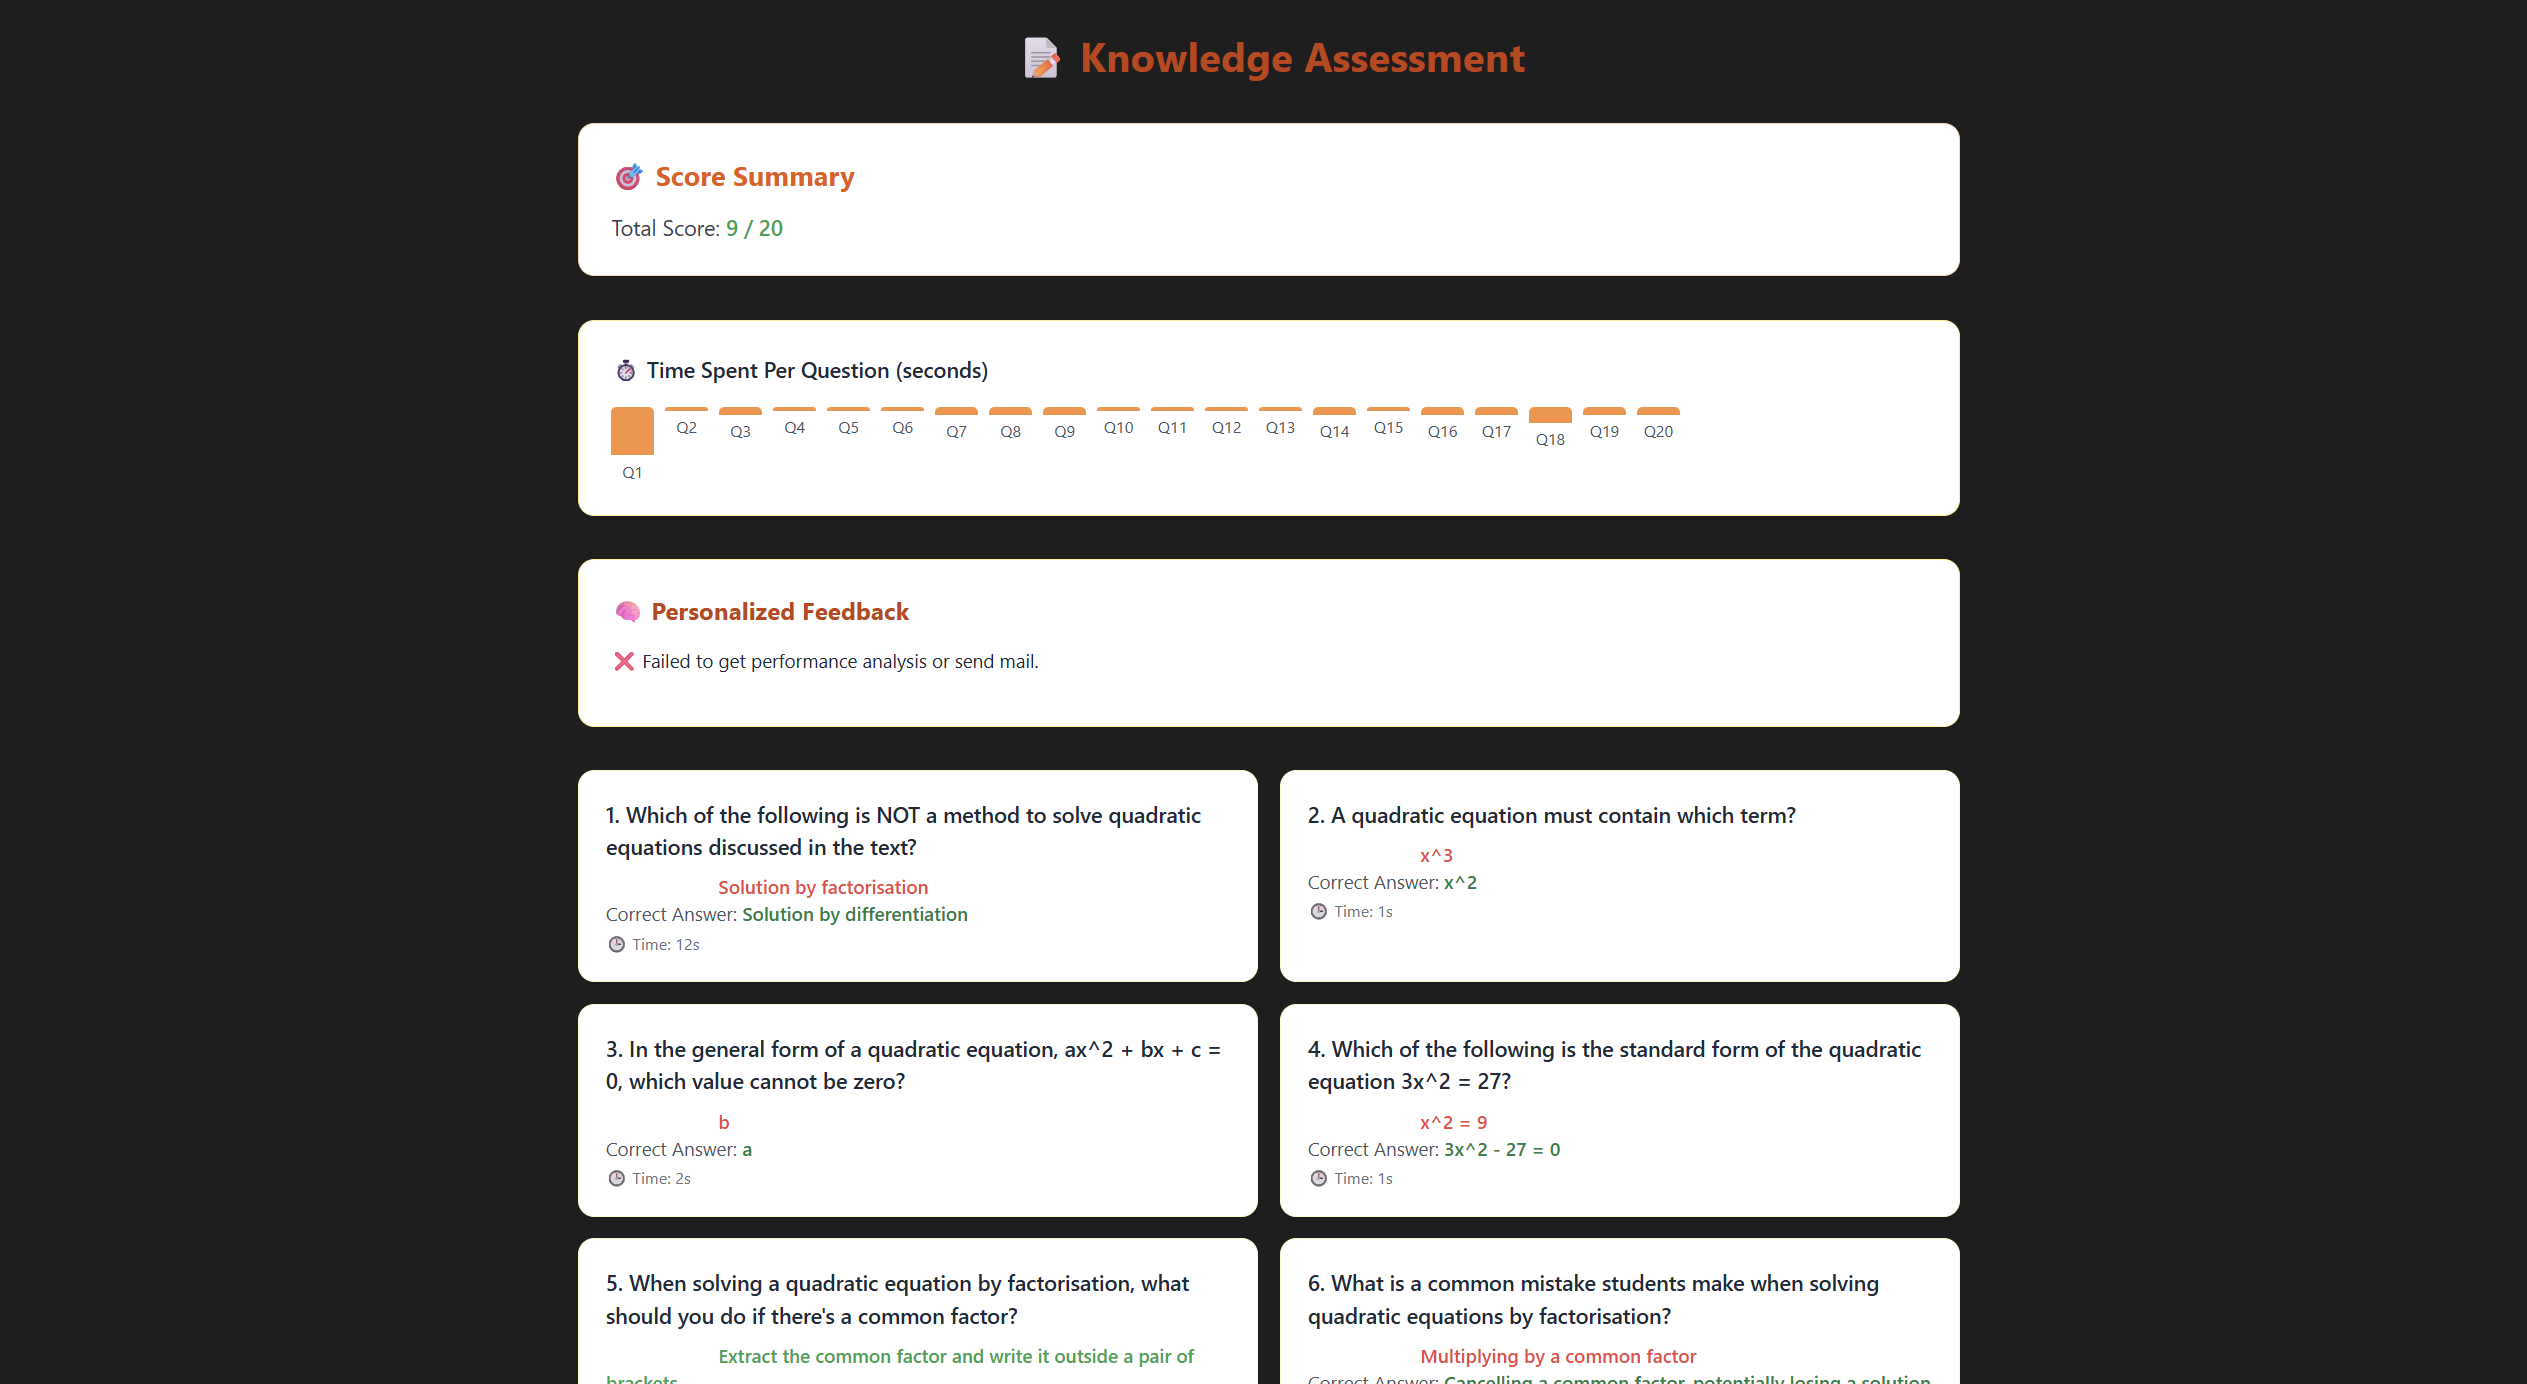 Knowledge Assessment
Score Summary
Total Score: 9 / 20
Time Spent Per Question (seconds)
Q1 Q2 Q3 Q4 Q5 Q6 Q7 Q8 Q9 Q10 Q11 Q12 Q13 Q14 Q15 Q16 Q17 Q18 Q19 Q20
Personalized Feedback
❌ Failed to get performance analysis or send mail.
1. Which of the following is NOT a method to solve quadratic
equations discussed in the text?
Solution by factorisation
Correct Answer: Solution by differentiation
Time: 12s
2. A quadratic equation must contain which term?
x^3
Correct Answer: x^2
Time: 1s
3. In the general form of a quadratic equation, ax^2 + bx + c =
0, which value cannot be zero?
b
Correct Answer: a
Time: 2s
4. Which of the following is the standard form of the quadratic
equation 3x^2 = 27?
x^2 = 9
Correct Answer: 3x^2 - 27 = 0
Time: 1s
5. When solving a quadratic equation by factorisation, what
should you do if there's a common factor?
Extract the common factor and write it outside a pair of
brackets
6. What is a common mistake students make when solving
quadratic equations by factorisation?
Multiplying by a common factor
Correct Answer: Cancelling a common factor, potentially losing a solution